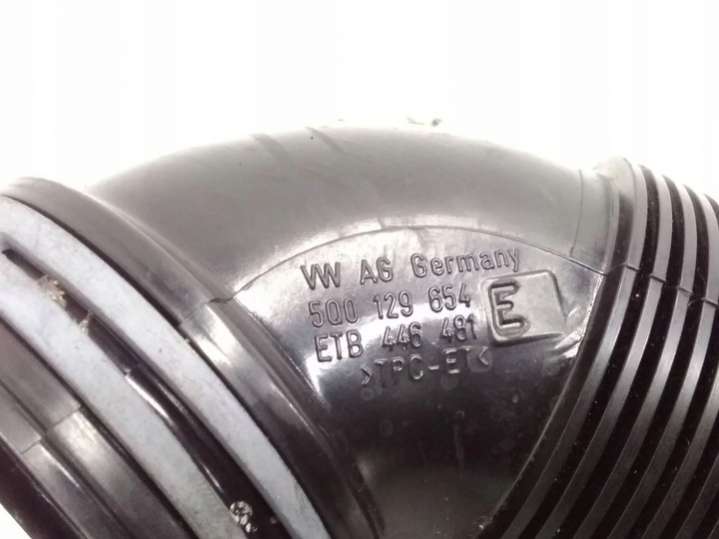 VW AG Germany
5Q0 129 654 E
ETB 446 481
>TPC-ET<